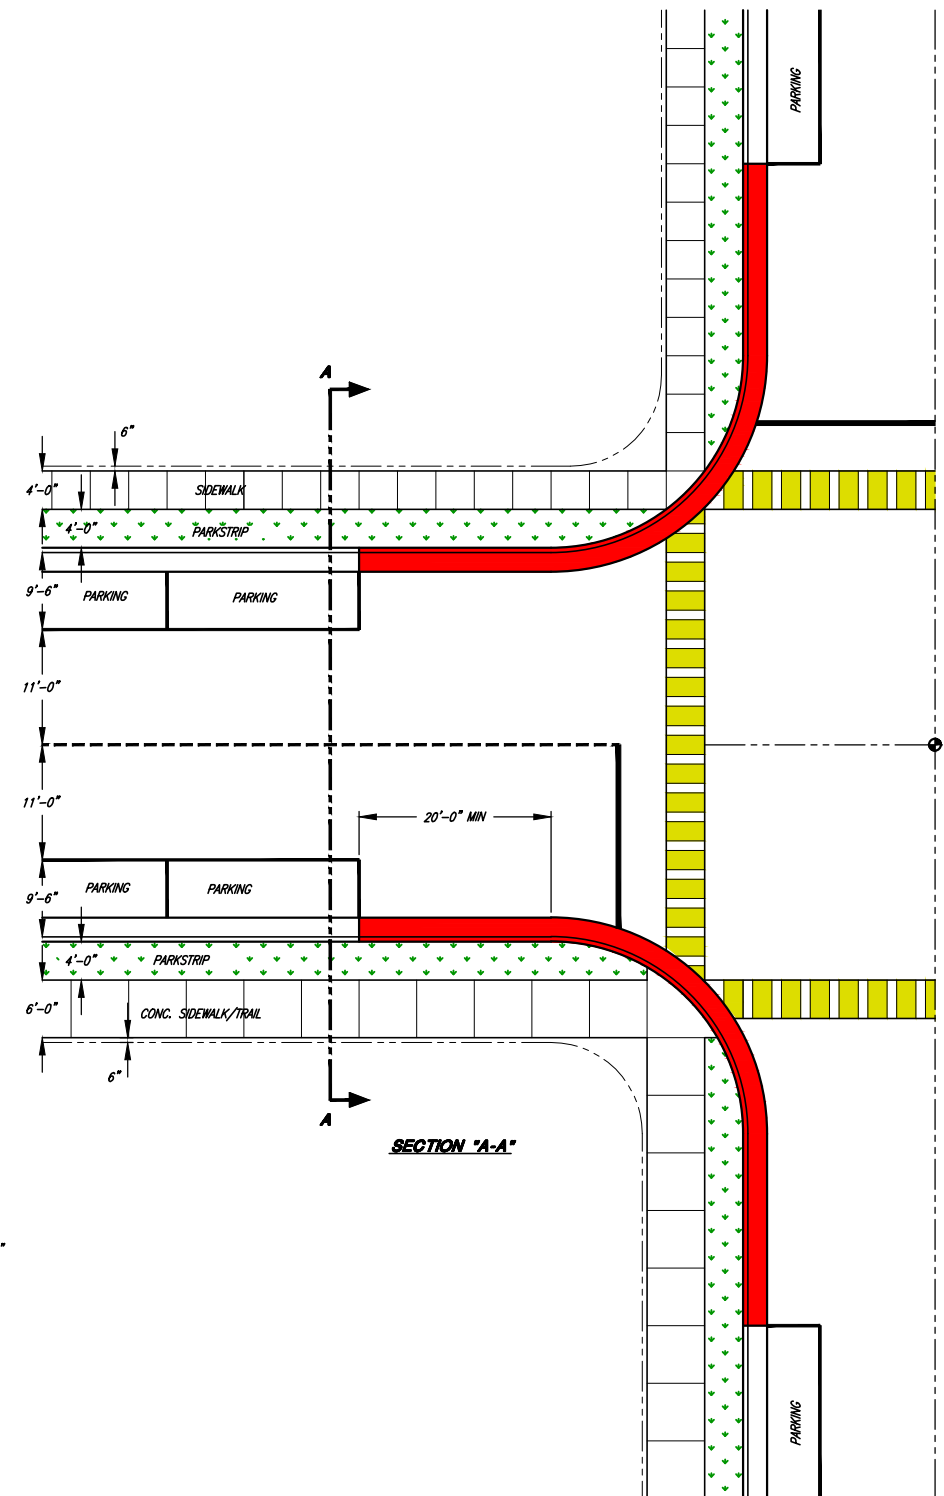 PARKING
A
6"
4'-0"
SIDEWALK
4'-0"
PARKSTRIP
9'-6"
PARKING
PARKING
11'-0"
11'-0"
20'-0" MIN
PARKING
PARKING
9'-6"
4'-0"
PARKSTRIP
6'-0"
CONC. SIDEWALK/TRAIL
6"
A
SECTION "A-A"
"
PARKING